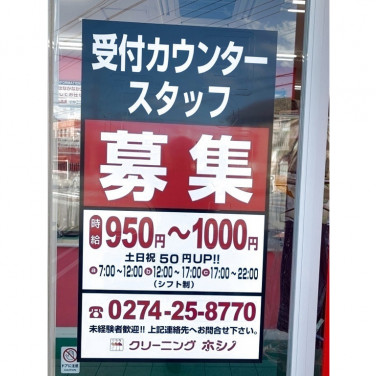 受付カウンター
スタッフ
募集
時給 950円〜1000円
土日祝 50円UP!!
a 7:00~12:00 b 12:00~17:00 c 17:00~22:00
(シフト制)
☎0274-25-8770
未経験者歓迎!! 上記連絡先へお問合せ下さい。
クリーニング ホシノ